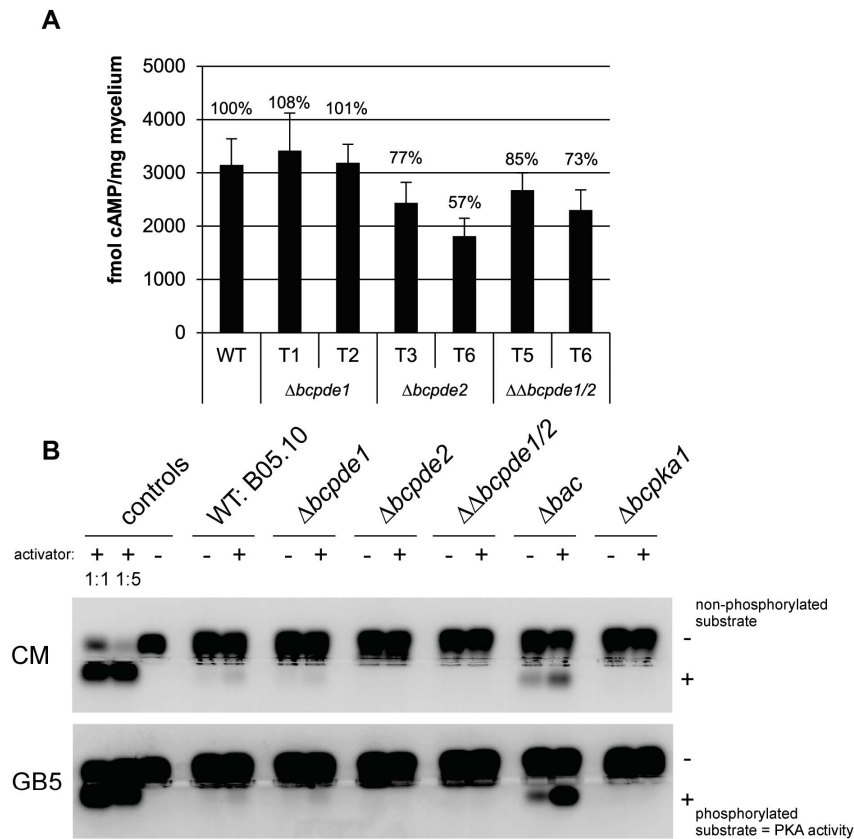 A
fmol cAMP/mg mycelium
5000
4000
3000
2000
1000
0
100%
108%
101%
77%
57%
85%
73%
WT T1 T2 T3 T6 T5 T6
Δbcpde1 Δbcpde2 ΔΔbcpde1/2
B
controls WT: B05.10 Δbcpde1 Δbcpde2 ΔΔbcpde1/2 Δbac Δbcpka1
activator: + + - - + - + - + - + - + - +
1:1 1:5
non-phosphorylated
substrate
CM
-
+
GB5
-
+
phosphorylated
substrate = PKA activity